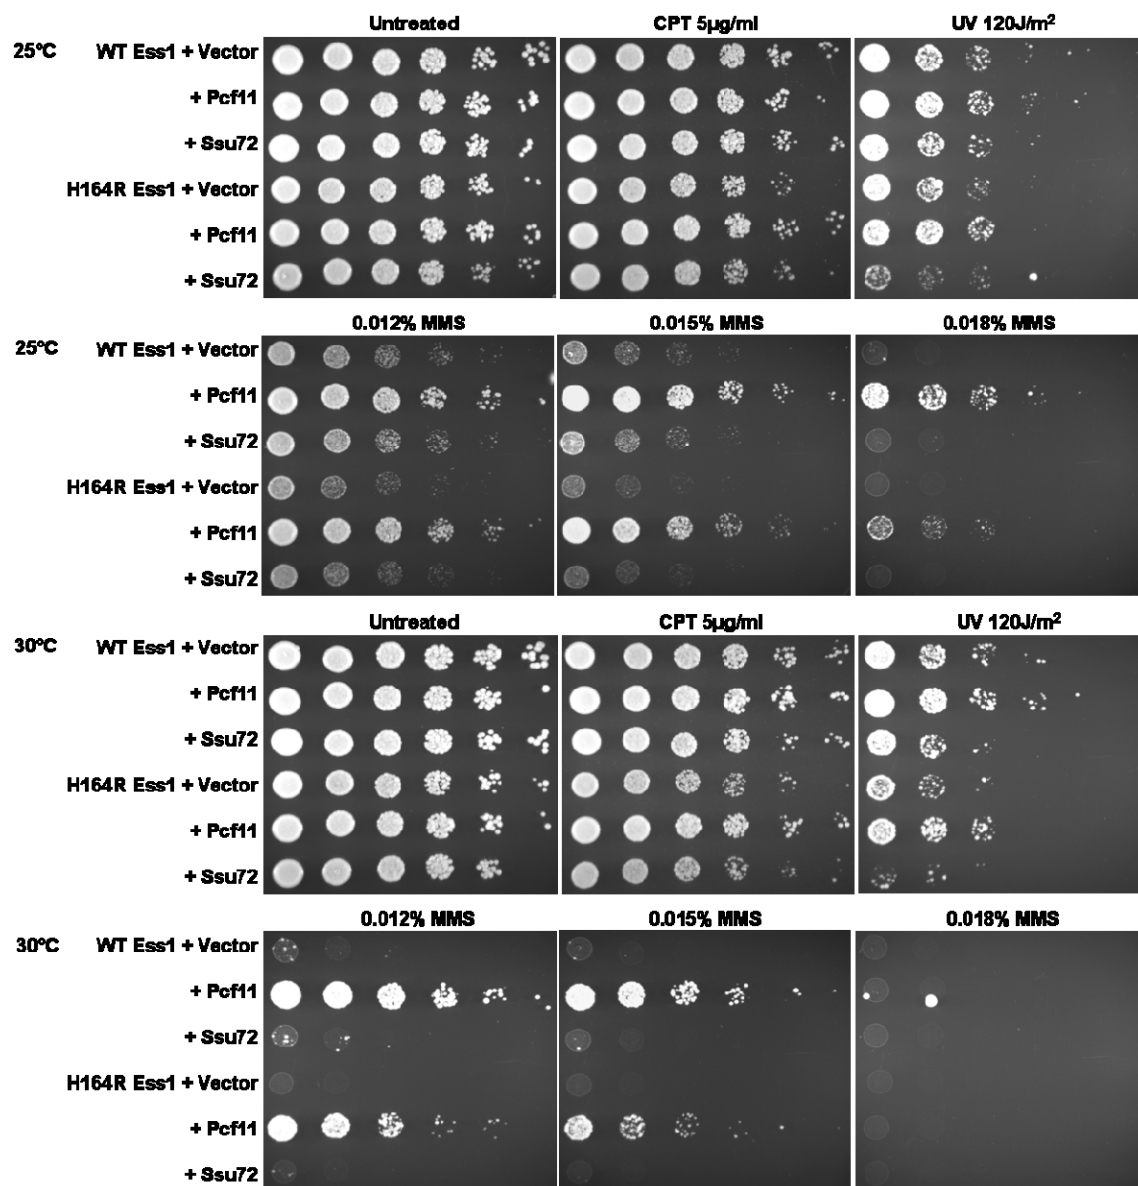 Untreated CPT 5µg/ml UV 120J/m²
25°C WT Ess1 + Vector
+ Pcf11
+ Ssu72
H164R Ess1 + Vector
+ Pcf11
+ Ssu72
0.012% MMS 0.015% MMS 0.018% MMS
25°C WT Ess1 + Vector
+ Pcf11
+ Ssu72
H164R Ess1 + Vector
+ Pcf11
+ Ssu72
Untreated CPT 5µg/ml UV 120J/m²
30°C WT Ess1 + Vector
+ Pcf11
+ Ssu72
H164R Ess1 + Vector
+ Pcf11
+ Ssu72
0.012% MMS 0.015% MMS 0.018% MMS
30°C WT Ess1 + Vector
+ Pcf11
+ Ssu72
H164R Ess1 + Vector
+ Pcf11
+ Ssu72